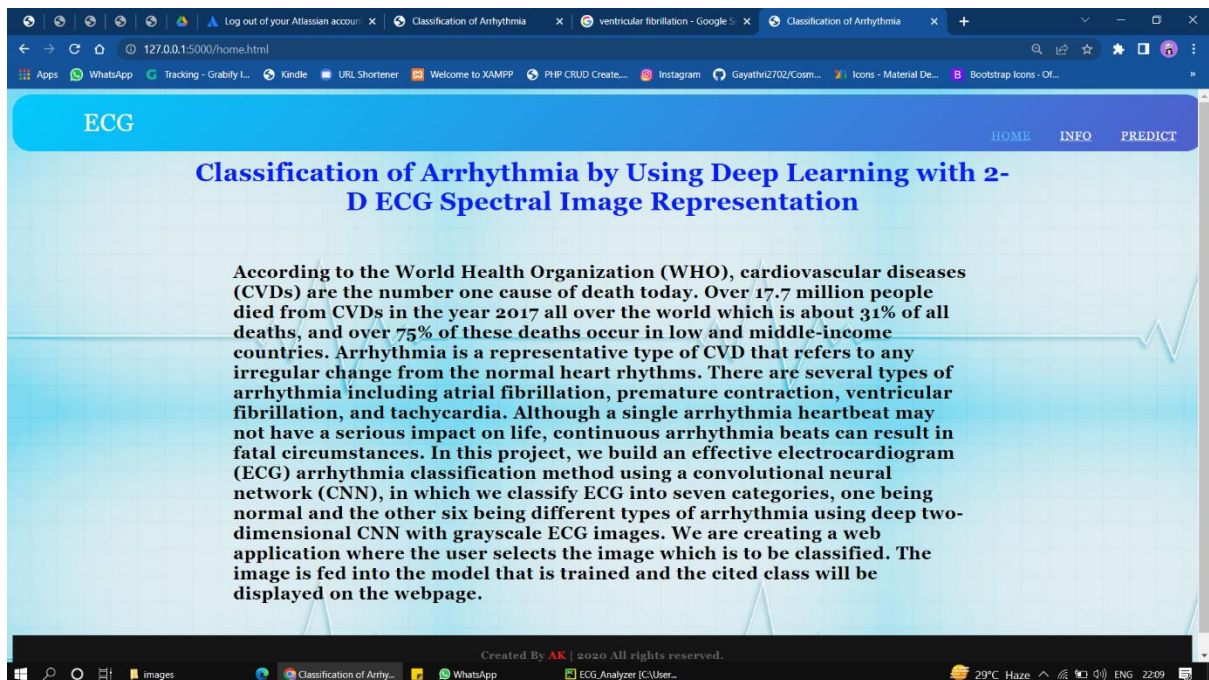 Log out of your Atlassian accoun
Classification of Arrhythmia
ventricular fibrillation - Google S
Classification of Arrhythmia
127.0.0.1:5000/home.html
Apps WhatsApp Tracking - Grabify I... Kindle URL Shortener Welcome to XAMPP PHP CRUD Create,... Instagram Gayathri2702/Cosm... Icons - Material De... Bootstrap Icons · Of... »
ECG
HOME INFO PREDICT
Classification of Arrhythmia by Using Deep Learning with 2-
D ECG Spectral Image Representation
According to the World Health Organization (WHO), cardiovascular diseases
(CVDs) are the number one cause of death today. Over 17.7 million people
died from CVDs in the year 2017 all over the world which is about 31% of all
deaths, and over 75% of these deaths occur in low and middle-income
countries. Arrhythmia is a representative type of CVD that refers to any
irregular change from the normal heart rhythms. There are several types of
arrhythmia including atrial fibrillation, premature contraction, ventricular
fibrillation, and tachycardia. Although a single arrhythmia heartbeat may
not have a serious impact on life, continuous arrhythmia beats can result in
fatal circumstances. In this project, we build an effective electrocardiogram
(ECG) arrhythmia classification method using a convolutional neural
network (CNN), in which we classify ECG into seven categories, one being
normal and the other six being different types of arrhythmia using deep two-
dimensional CNN with grayscale ECG images. We are creating a web
application where the user selects the image which is to be classified. The
image is fed into the model that is trained and the cited class will be
displayed on the webpage.
Created By AK | 2020 All rights reserved.
images Classification of Arrhy... WhatsApp ECG_Analyzer [C:\User... 29°C Haze ENG 22:09